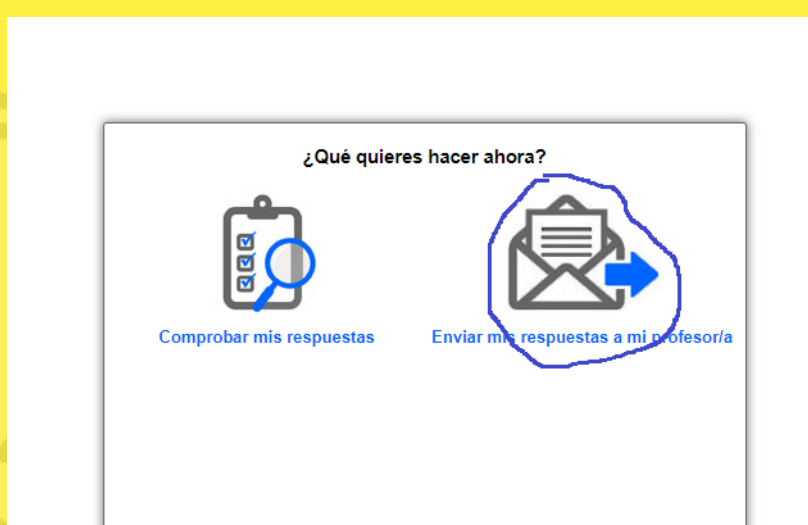 ¿Qué quieres hacer ahora?
Comprobar mis respuestas
Enviar mis respuestas a mi profesor/a